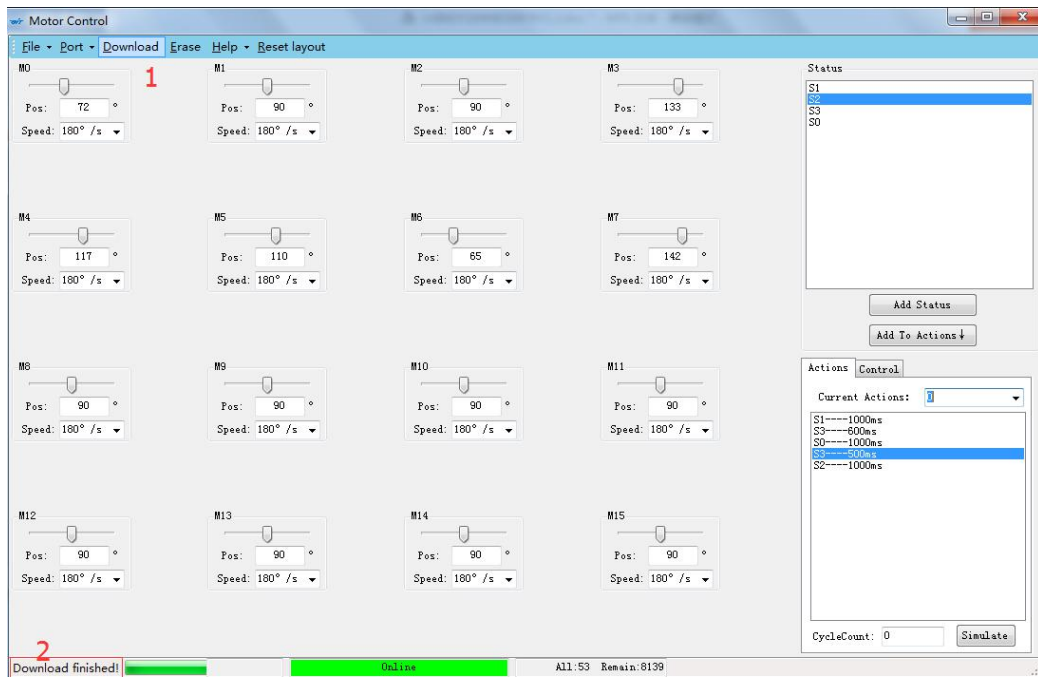 Motor Control
File Port Download Erase Help Reset layout
1
M0 M1 M2 M3
Pos: 72 ° Pos: 90 ° Pos: 90 ° Pos: 133 °
Speed: 180° /s Speed: 180° /s Speed: 180° /s Speed: 180° /s
M4 M5 M6 M7
Pos: 117 ° Pos: 110 ° Pos: 65 ° Pos: 142 °
Speed: 180° /s Speed: 180° /s Speed: 180° /s Speed: 180° /s
M8 M9 M10 M11
Pos: 90 ° Pos: 90 ° Pos: 90 ° Pos: 90 °
Speed: 180° /s Speed: 180° /s Speed: 180° /s Speed: 180° /s
M12 M13 M14 M15
Pos: 90 ° Pos: 90 ° Pos: 90 ° Pos: 90 °
Speed: 180° /s Speed: 180° /s Speed: 180° /s Speed: 180° /s
Status
S1
S2
S3
S0
Add Status
Add To Actions↓
Actions Control
Current Actions: 0
S1----1000ms
S3----600ms
S0----1000ms
S3----500ms
S2----1000ms
CycleCount: 0 Simulate
2
Download finished! Online All:53 Remain:8139